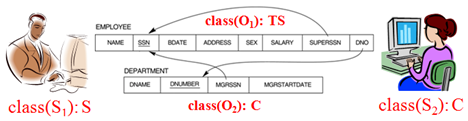 class(O₁): TS
EMPLOYEE
NAME SSN BDATE ADDRESS SEX SALARY SUPERSSN DNO
DEPARTMENT
DNAME DNUMBER MGRSSN MGRSTARTDATE
class(S₁): S
class(O₂): C
class(S₂): C